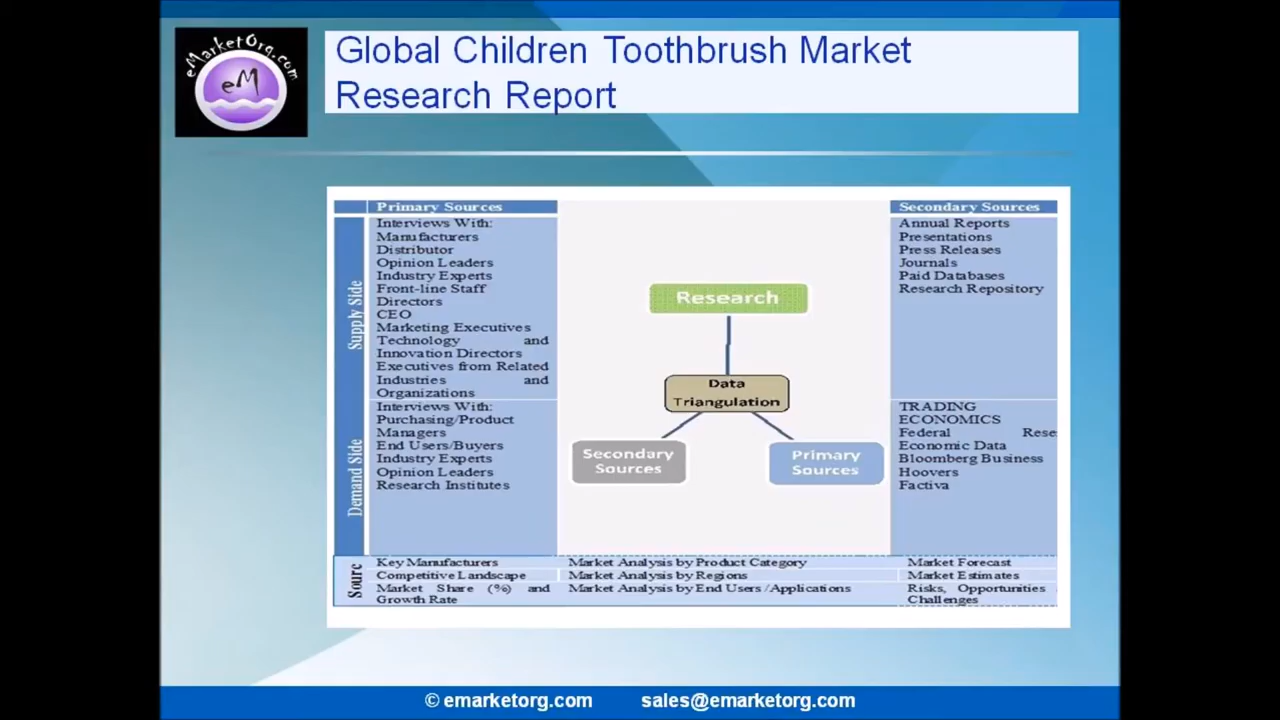 eMarketOrg.com
eM
Global Children Toothbrush Market
Research Report
Primary Sources
Supply Side
Interviews With:
Manufacturers
Distributor
Opinion Leaders
Industry Experts
Front-line Staff
Directors
CEO
Marketing Executives
Technology and
Innovation Directors
Executives from Related
Industries and
Organizations
Demand Side
Interviews With:
Purchasing/Product
Managers
End Users/Buyers
Industry Experts
Opinion Leaders
Research Institutes
Research
Data
Triangulation
Secondary
Sources
Primary
Sources
Secondary Sources
Annual Reports
Presentations
Press Releases
Journals
Paid Databases
Research Repository
TRADING
ECONOMICS
Federal Rese
Economic Data
Bloomberg Business
Hoovers
Factiva
Sourc
Key Manufacturers
Competitive Landscape
Market Share (%) and
Growth Rate
Market Analysis by Product Category
Market Analysis by Regions
Market Analysis by End Users /Applications
Market Forecast
Market Estimates
Risks, Opportunities
Challenges
© emarketorg.com sales@emarketorg.com